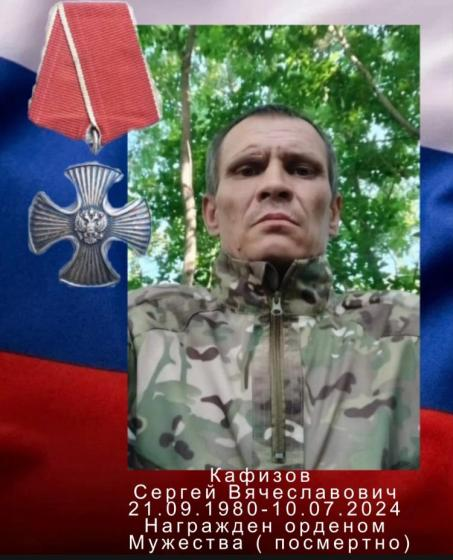 Кафизов
Сергей Вячеславович
21.09.1980-10.07.2024
Награжден орденом
Мужества ( посмертно)